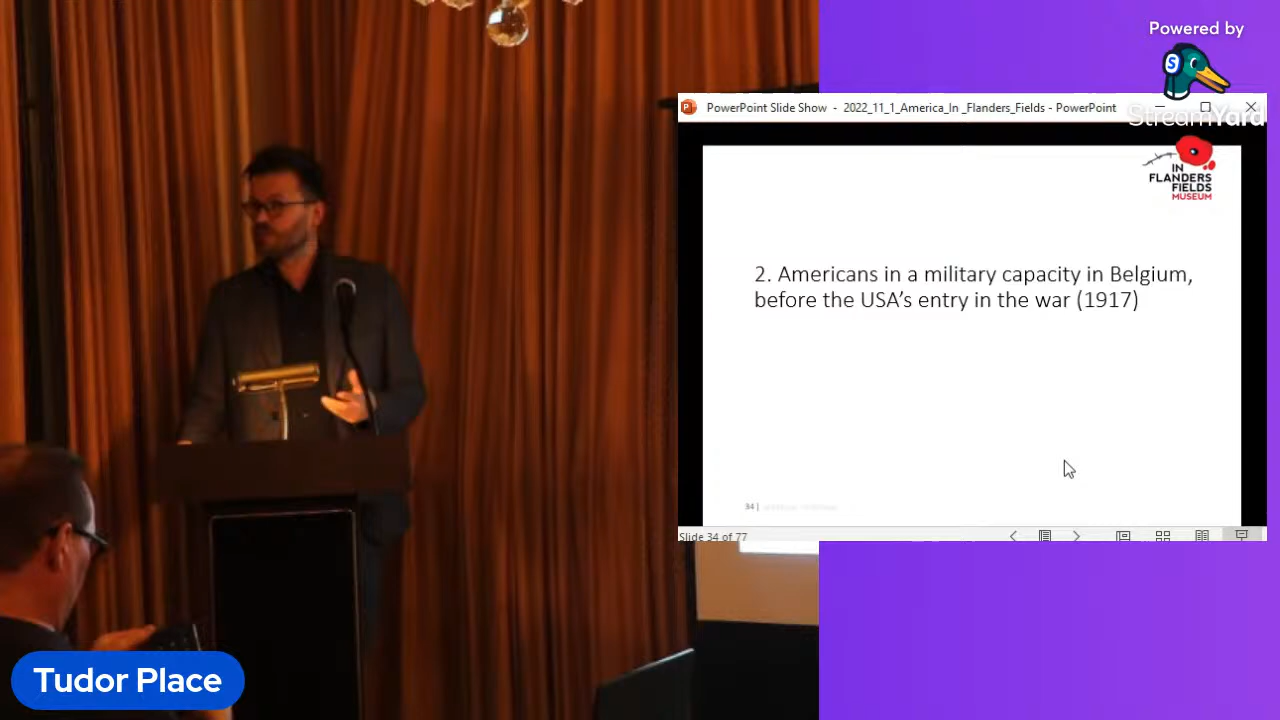 Powered by
S
StreamYard
P
PowerPoint Slide Show - 2022_11_1_America_In _Flanders_Fields - PowerPoint
IN
FLANDERS
FIELDS
MUSEUM
2. Americans in a military capacity in Belgium,
before the USA's entry in the war (1917)
34 |
Slide 34 of 77
Tudor Place